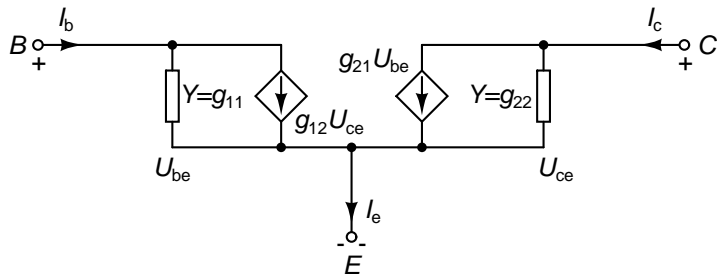 I_b
I_c
B
C
+
+
g_21 U_be
Y=g_11
Y=g_22
g_12 U_ce
U_be
U_ce
I_e
- -
E